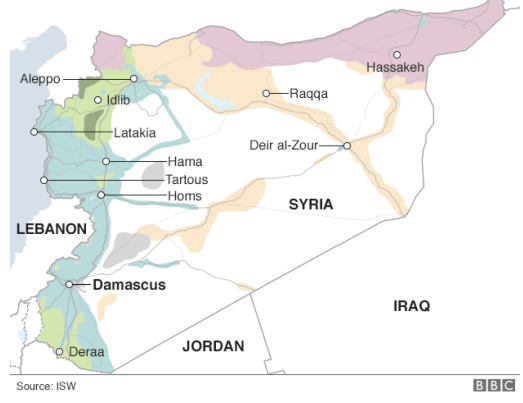 Aleppo
Hassakeh
Idlib
Raqqa
Latakia
Deir al-Zour
Hama
Tartous
Homs
SYRIA
LEBANON
Damascus
IRAQ
JORDAN
Deraa
Source: ISW
BBC